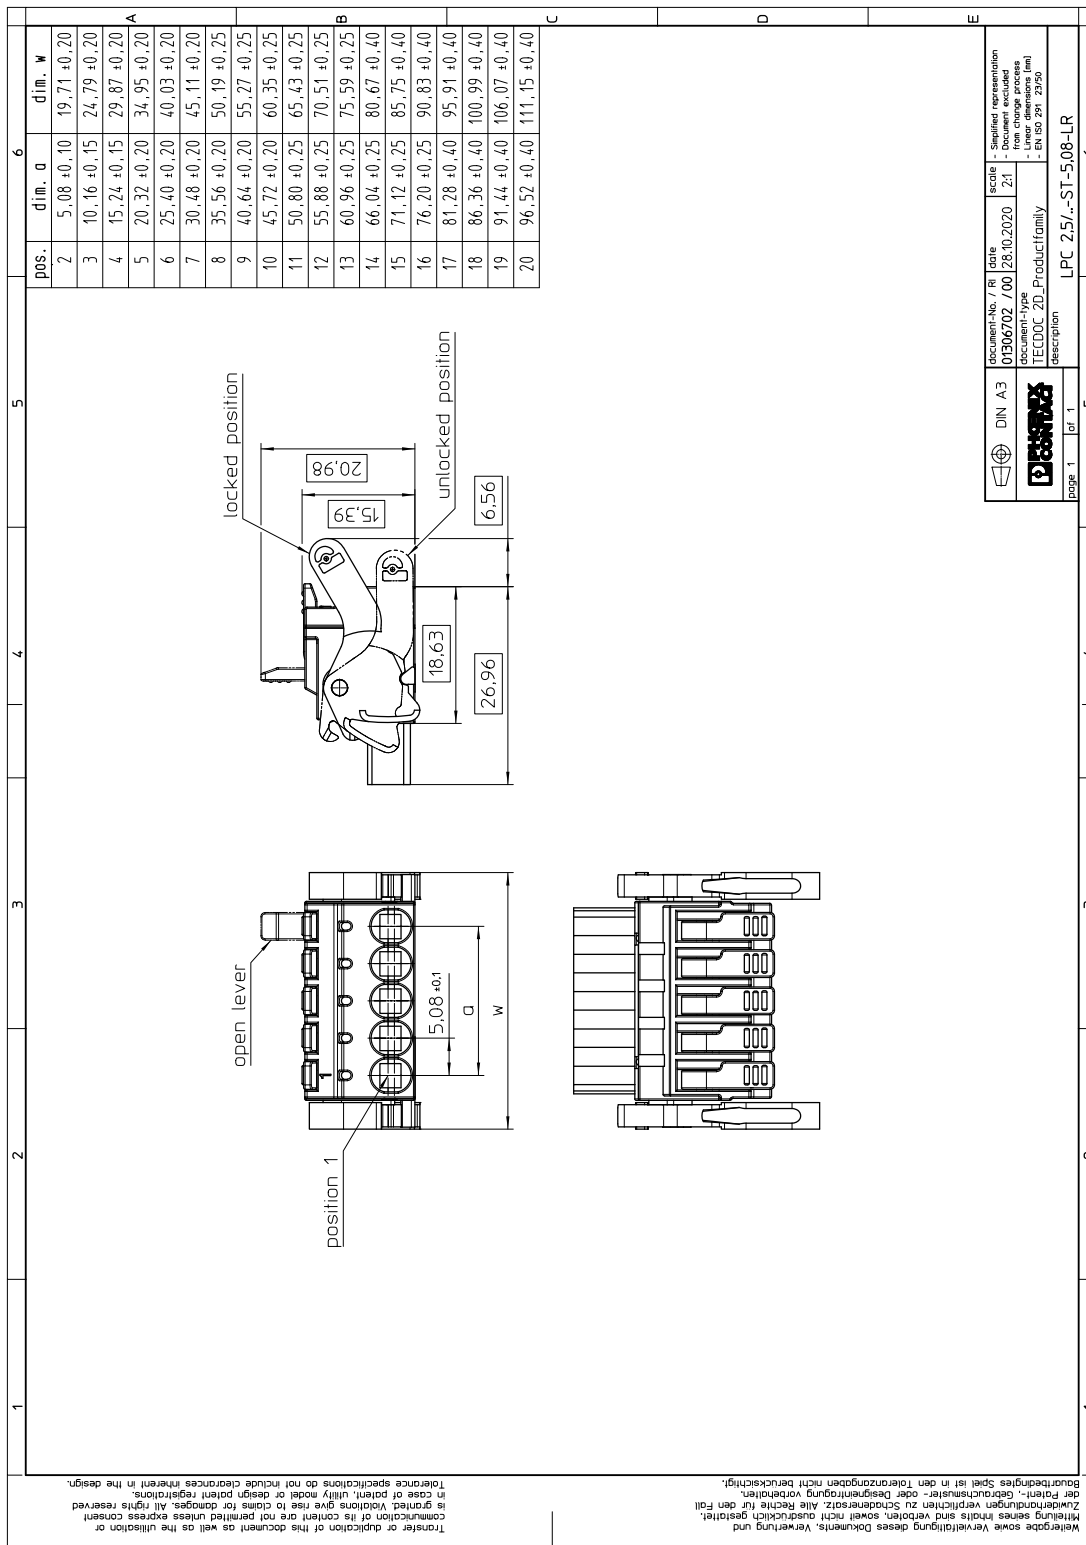 1
2
3
4
5
6
A
B
C
D
E
pos. dim. a dim. w
2 5,08 ±0,10 19,71 ±0,20
3 10,16 ±0,15 24,79 ±0,20
4 15,24 ±0,15 29,87 ±0,20
5 20,32 ±0,20 34,95 ±0,20
6 25,40 ±0,20 40,03 ±0,20
7 30,48 ±0,20 45,11 ±0,20
8 35,56 ±0,20 50,19 ±0,25
9 40,64 ±0,20 55,27 ±0,25
10 45,72 ±0,20 60,35 ±0,25
11 50,80 ±0,25 65,43 ±0,25
12 55,88 ±0,25 70,51 ±0,25
13 60,96 ±0,25 75,59 ±0,25
14 66,04 ±0,25 80,67 ±0,40
15 71,12 ±0,25 85,75 ±0,40
16 76,20 ±0,25 90,83 ±0,40
17 81,28 ±0,40 95,91 ±0,40
18 86,36 ±0,40 100,99 ±0,40
19 91,44 ±0,40 106,07 ±0,40
20 96,52 ±0,40 111,15 ±0,40
open lever
position 1
1
5,08 ±0,1
a
w
locked position
unlocked position
20,98
15,39
6,56
18,63
26,96
DIN A3
document-No. / RI
01306702 / 00
date
28.10.2020
scale
2:1
- Simplified representation
- Document excluded
from change process
- Linear dimensions [mm]
- EN ISO 291 23/50
PHOENIX
CONTACT
document-type
TECDOC 2D_Productfamily
description
LPC 2,5/..-ST-5,08-LR
page 1
of 1
Transfer or duplication of this document as well as the utilisation or
communication of its content are not permitted unless express consent
is granted. Violations give rise to claims for damages. All rights reserved
in case of patent, utility model or design patent registrations.
Tolerance specifications do not include clearances inherent in the design.
Weitergabe sowie Vervielfältigung dieses Dokuments, Verwertung und
Mitteilung seines Inhalts sind verboten, soweit nicht ausdrücklich gestattet.
Zuwiderhandlungen verpflichten zu Schadenersatz. Alle Rechte für den Fall
der Patent-, Gebrauchsmuster- oder Designeintragung vorbehalten.
Bauartbedingtes Spiel ist in den Toleranzangaben nicht berücksichtigt.